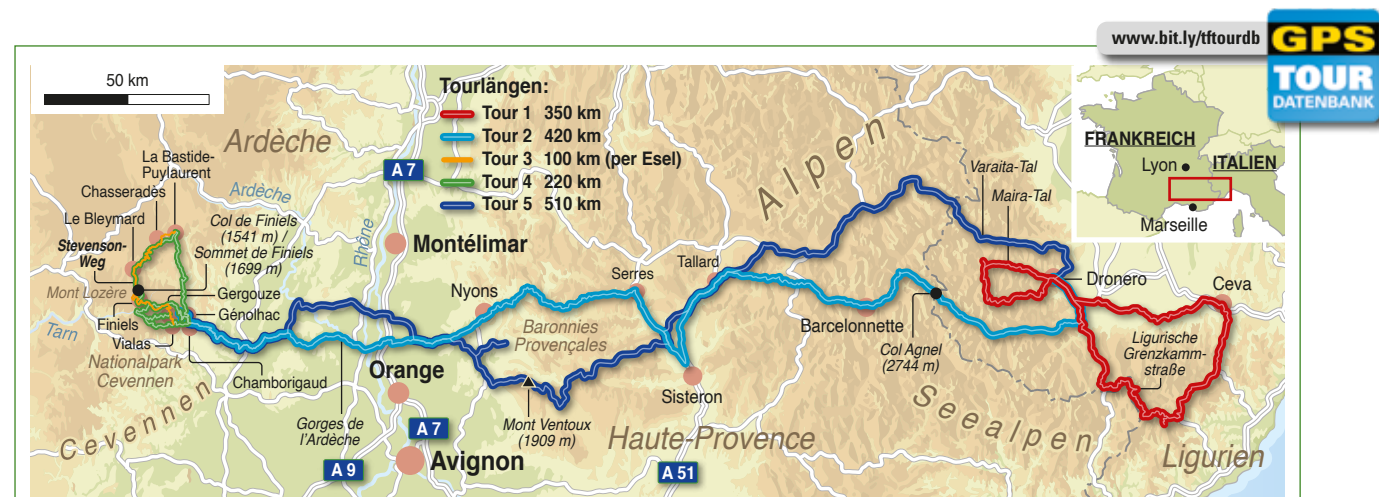 www.bit.ly/tftourdb
GPS
TOUR
DATENBANK
50 km
Tourlängen:
Tour 1 350 km
Tour 2 420 km
Tour 3 100 km (per Esel)
Tour 4 220 km
Tour 5 510 km
FRANKREICH
Lyon
ITALIEN
Marseille
Ardèche
La Bastide-
Puylaurent
Chasseradès
Ardèche
Le Bleymard
Col de Finiels
(1541 m) /
Sommet de Finiels
(1699 m)
Stevenson-
Weg
Mont Lozère
Gergouze
Génolhac
Tarn
Finiels
Vialas
Nationalpark
Cevennen
Chamborigaud
Cevennen
Gorges de
l'Ardèche
A 7
Rhône
Montélimar
Nyons
Orange
A 7
Avignon
A 9
Serres
Tallard
Baronnies
Provençales
Mont Ventoux
(1909 m)
Sisteron
Haute-Provence
A 51
Alpen
Varaita-Tal
Maira-Tal
Dronero
Ceva
Barcelonnette
Col Agnel
(2744 m)
Ligurische
Grenzkamm-
straße
Seealpen
Ligurien